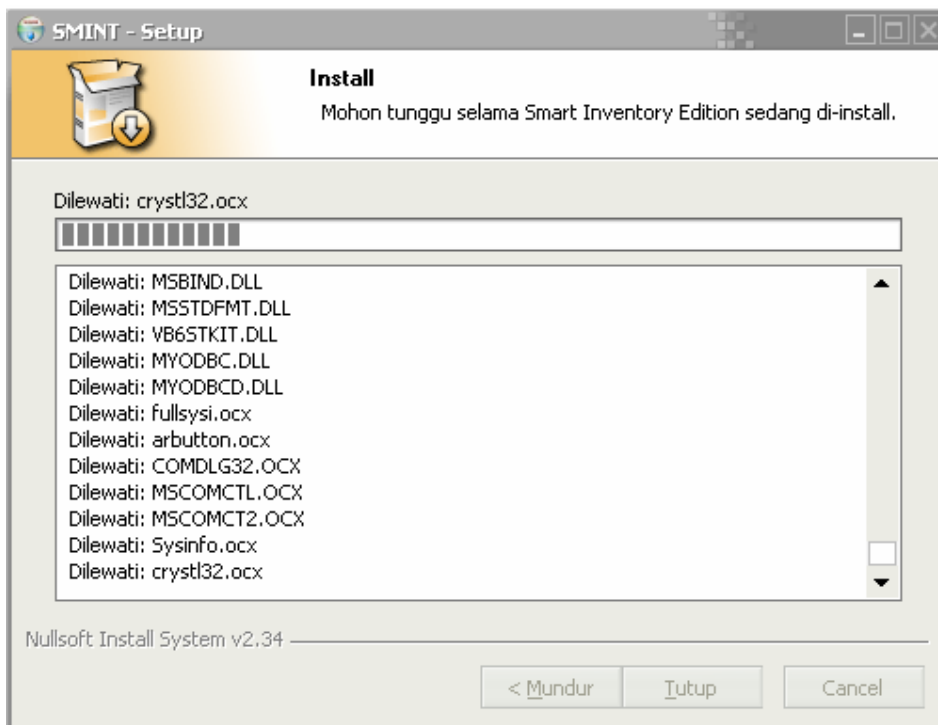 SMINT - Setup
Install
Mohon tunggu selama Smart Inventory Edition sedang di-install.
Dilewati: crystl32.ocx
Dilewati: MSBIND.DLL
Dilewati: MSSTDFMT.DLL
Dilewati: VB6STKIT.DLL
Dilewati: MYODBC.DLL
Dilewati: MYODBCD.DLL
Dilewati: fullsysi.ocx
Dilewati: arbutton.ocx
Dilewati: COMDLG32.OCX
Dilewati: MSCOMCTL.OCX
Dilewati: MSCOMCT2.OCX
Dilewati: Sysinfo.ocx
Dilewati: crystl32.ocx
Nullsoft Install System v2.34
< Mundur Tutup Cancel